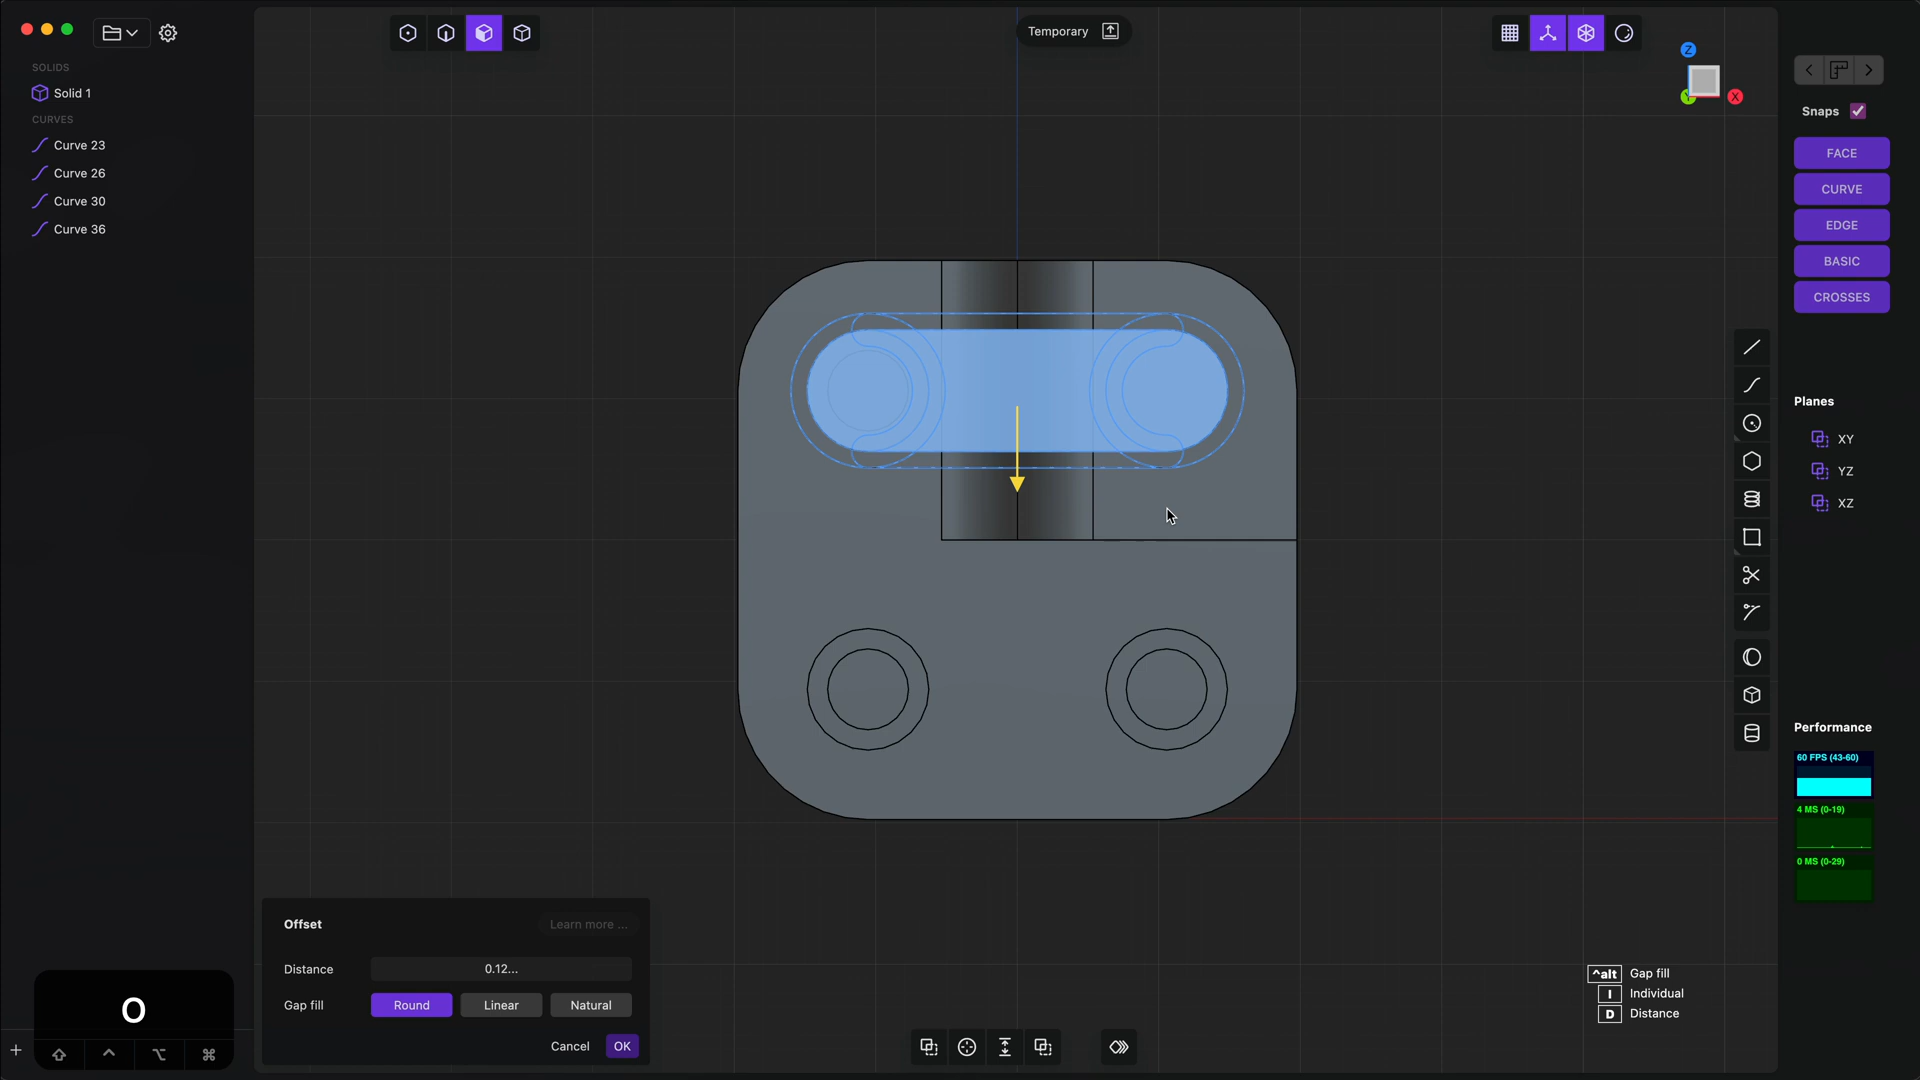 Temporary
Z
Y
X
SOLIDS
Solid 1
CURVES
Curve 23
Curve 26
Curve 30
Curve 36
Snaps
FACE
CURVE
EDGE
BASIC
CROSSES
Planes
XY
YZ
XZ
Performance
60 FPS (43-60)
4 MS (0-19)
0 MS (0-29)
Offset
Learn more ...
Distance
0.12...
Gap fill
Round
Linear
Natural
Cancel
OK
O
^alt Gap fill
I Individual
D Distance